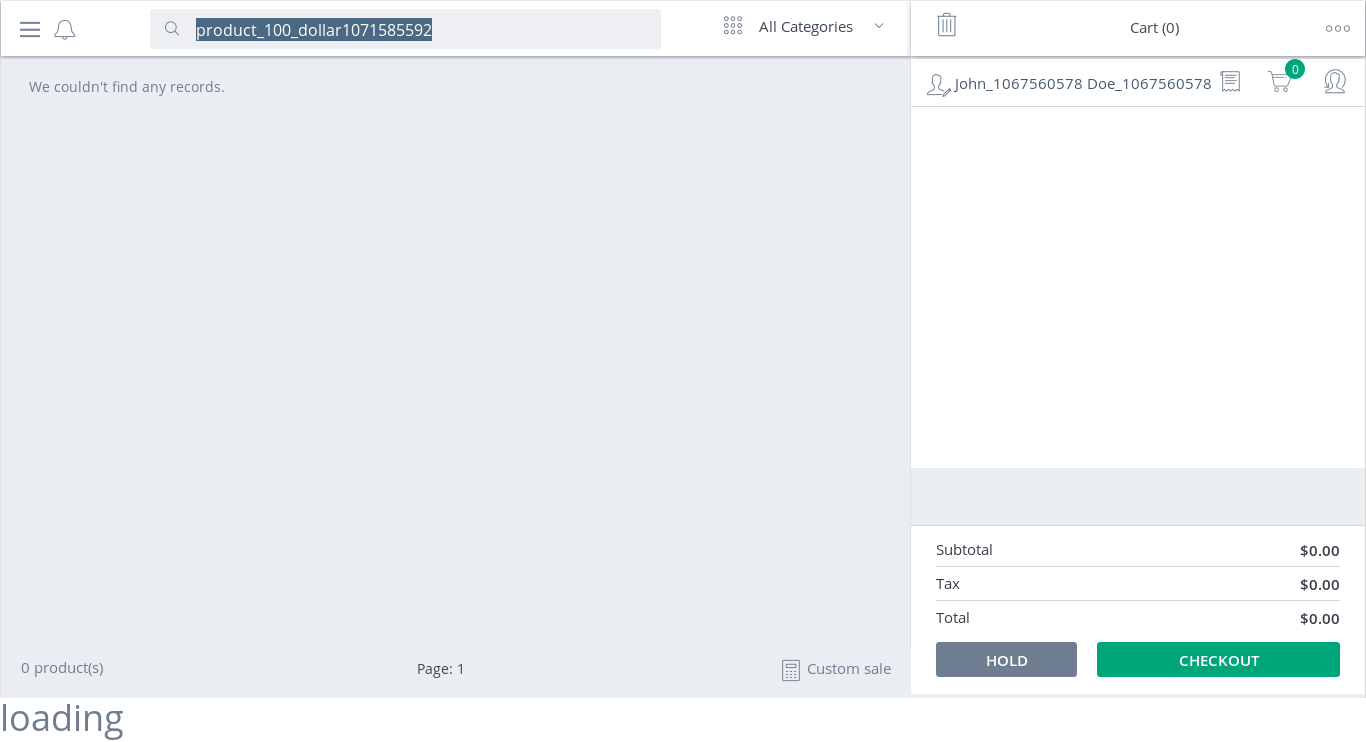 product_100_dollar1071585592
All Categories
Cart (0)
We couldn't find any records.
John_1067560578 Doe_1067560578
0
Subtotal $0.00
Tax $0.00
Total $0.00
HOLD CHECKOUT
0 product(s) Page: 1 Custom sale
loading